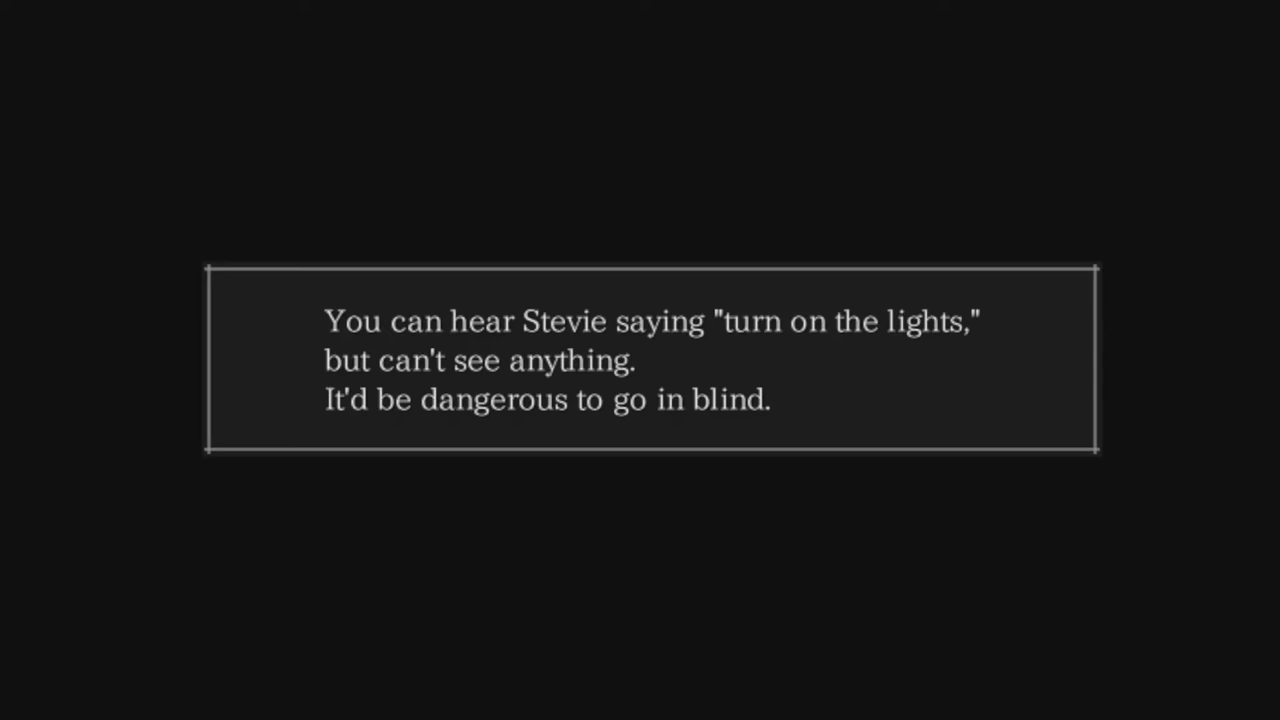 You can hear Stevie saying "turn on the lights,"
but can't see anything.
It'd be dangerous to go in blind.